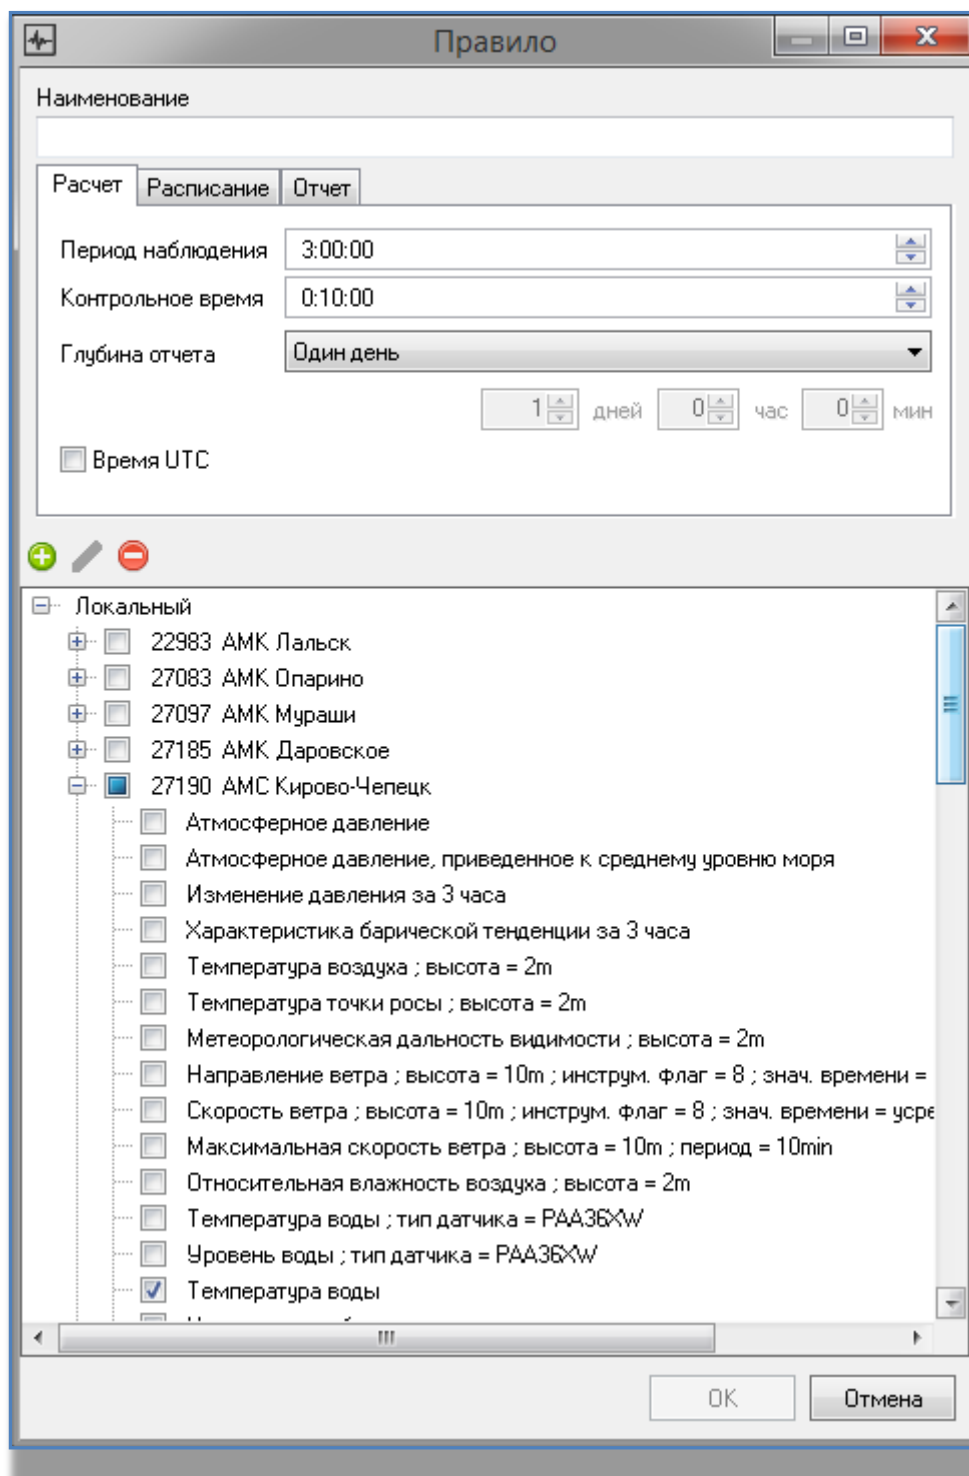 Правило
Наименование
Расчет Расписание Отчет
Период наблюдения 3:00:00
Контрольное время 0:10:00
Глубина отчета Один день
1 дней 0 час 0 мин
Время UTC
Локальный
22983 АМК Лальск
27083 АМК Опарино
27097 АМК Мураши
27185 АМК Даровское
27190 АМС Кирово-Чепецк
Атмосферное давление
Атмосферное давление, приведенное к среднему уровню моря
Изменение давления за 3 часа
Характеристика барической тенденции за 3 часа
Температура воздуха ; высота = 2m
Температура точки росы ; высота = 2m
Метеорологическая дальность видимости ; высота = 2m
Направление ветра ; высота = 10m ; инструм. флаг = 8 ; знач. времени =
Скорость ветра ; высота = 10m ; инструм. флаг = 8 ; знач. времени = усре
Максимальная скорость ветра ; высота = 10m ; период = 10min
Относительная влажность воздуха ; высота = 2m
Температура воды ; тип датчика = PAA36XW
Уровень воды ; тип датчика = PAA36XW
Температура воды
OK Отмена